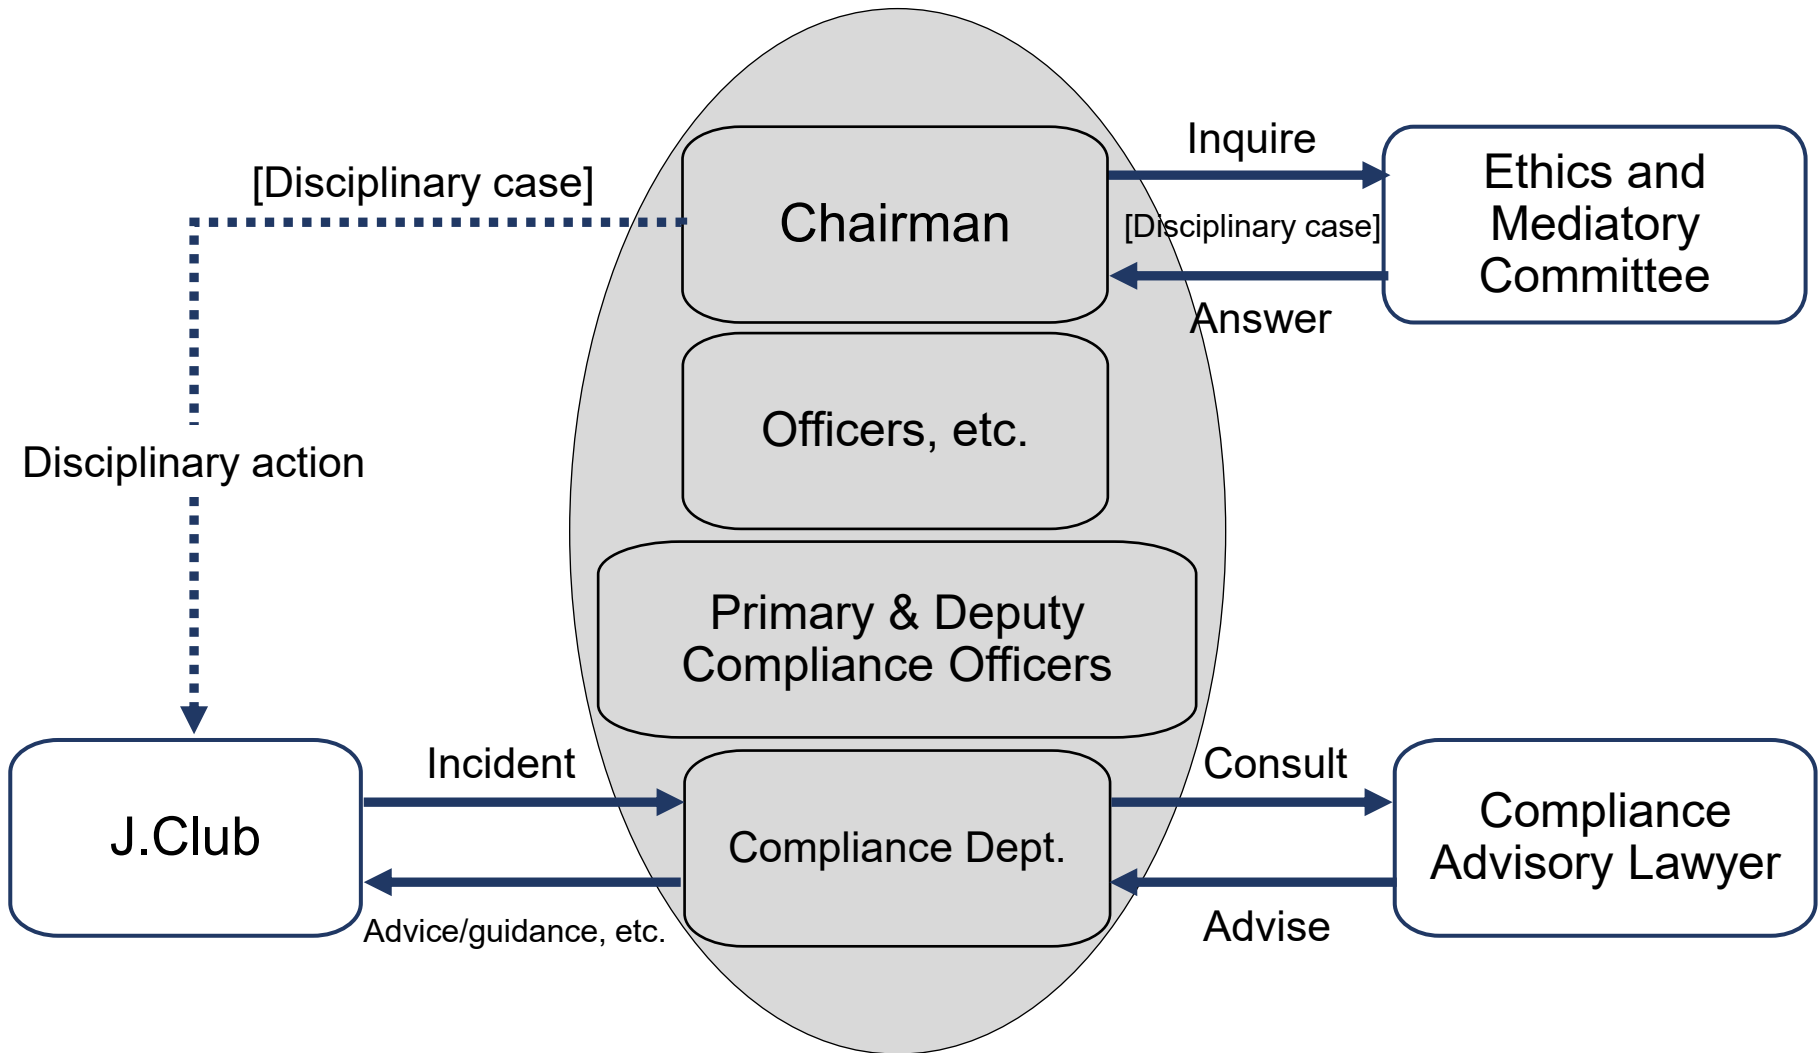 Inquire
[Disciplinary case]
Chairman
[Disciplinary case]
Ethics and
Mediatory
Committee
Answer
Officers, etc.
Disciplinary action
Primary & Deputy
Compliance Officers
Incident
Consult
J.Club
Compliance Dept.
Compliance
Advisory Lawyer
Advice/guidance, etc.
Advise